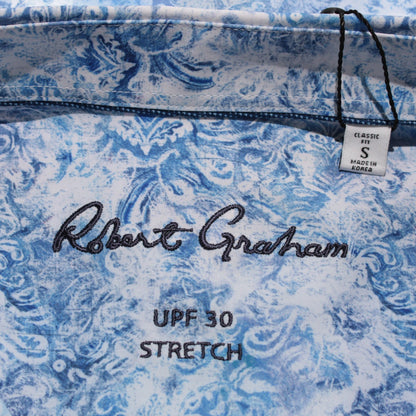 CLASSIC
FIT
S
MADE IN
KOREA
Robert Graham
UPF 30
STRETCH